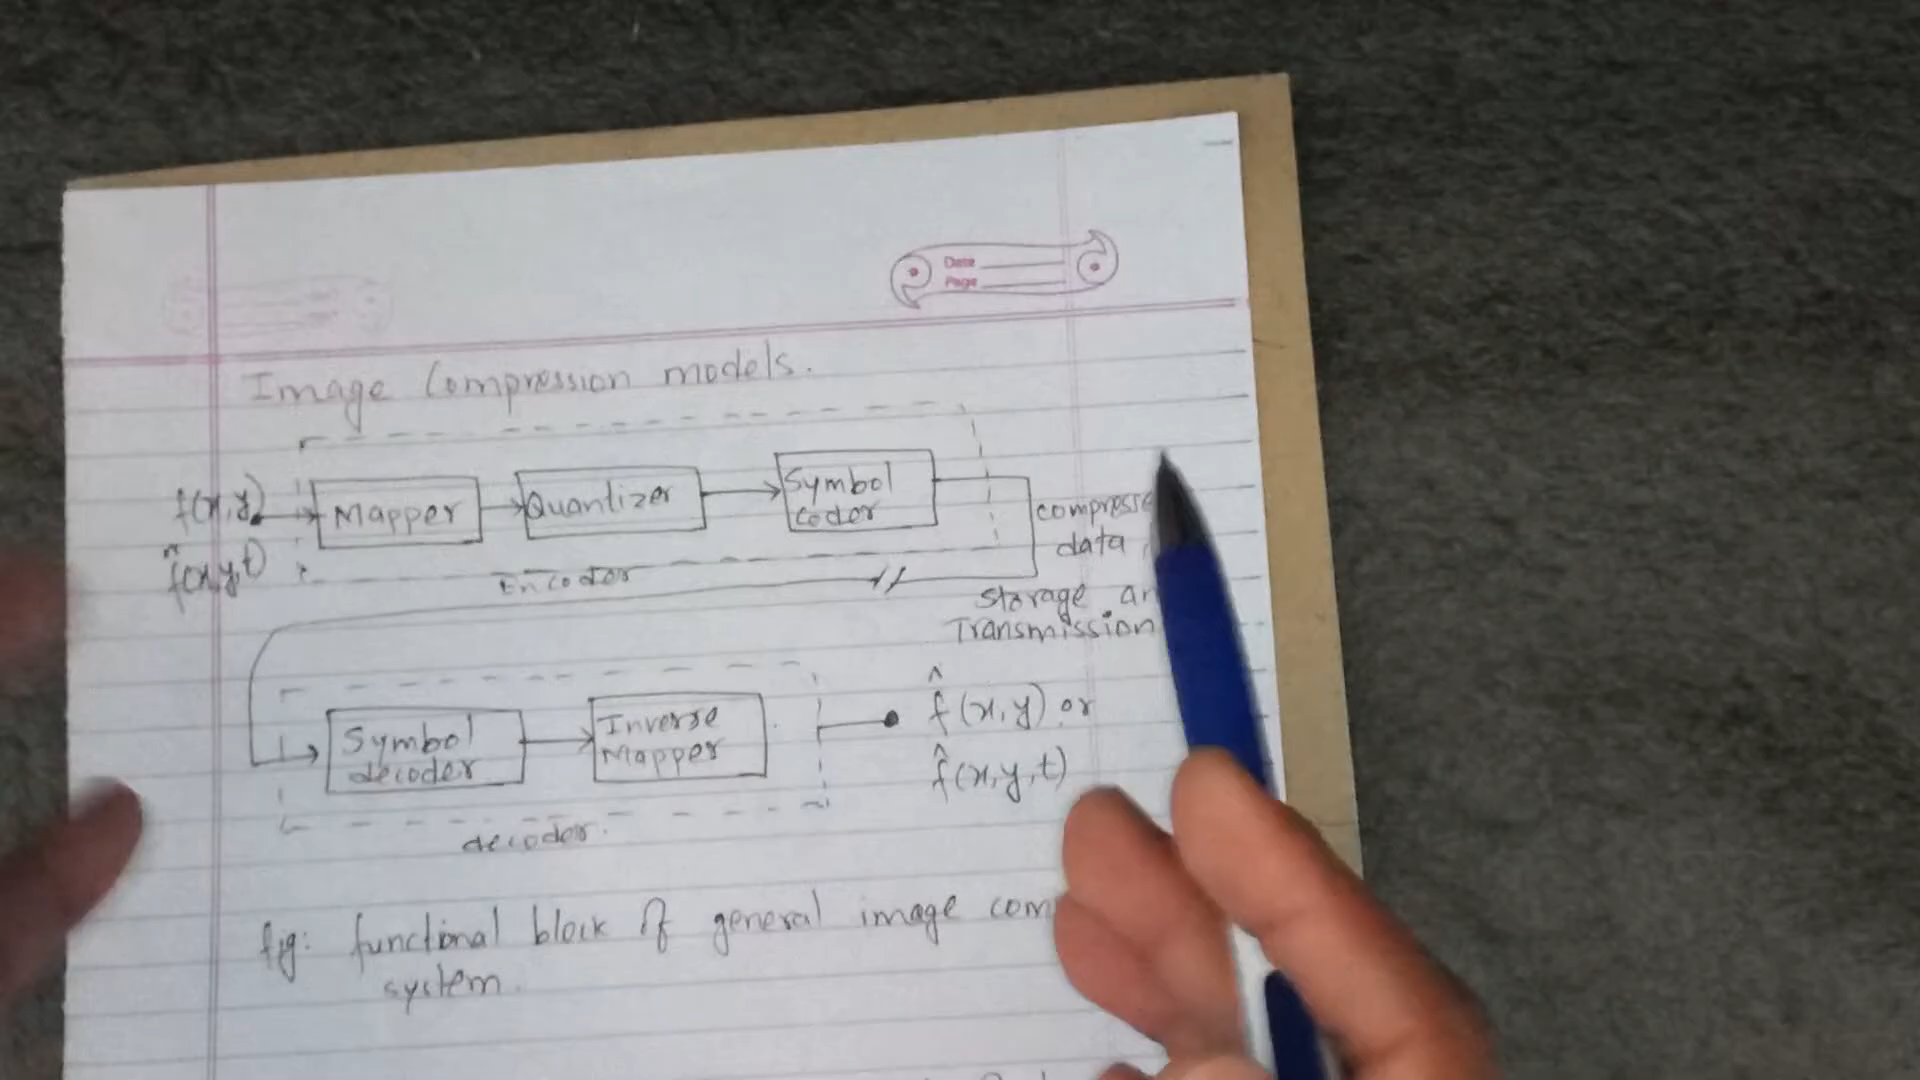 Date
Page
Image Compression models.
f(x,y)
f̂(x,y,t)
Mapper
Quantizer
Symbol
coder
Encoder
compresse
data
storage an
Transmission
Symbol
decoder
Inverse
Mapper
f̂(x,y) or
f̂(x,y,t)
decoder.
fig: functional block of general image com
system.